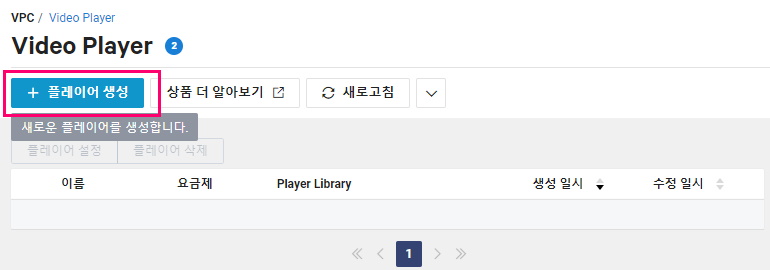 VPC / Video Player
Video Player 2
+ 플레이어 생성 상품 더 알아보기 새로고침
새로운 플레이어를 생성합니다.
플레이어 설정 플레이어 삭제
이름 요금제 Player Library 생성 일시 수정 일시
1